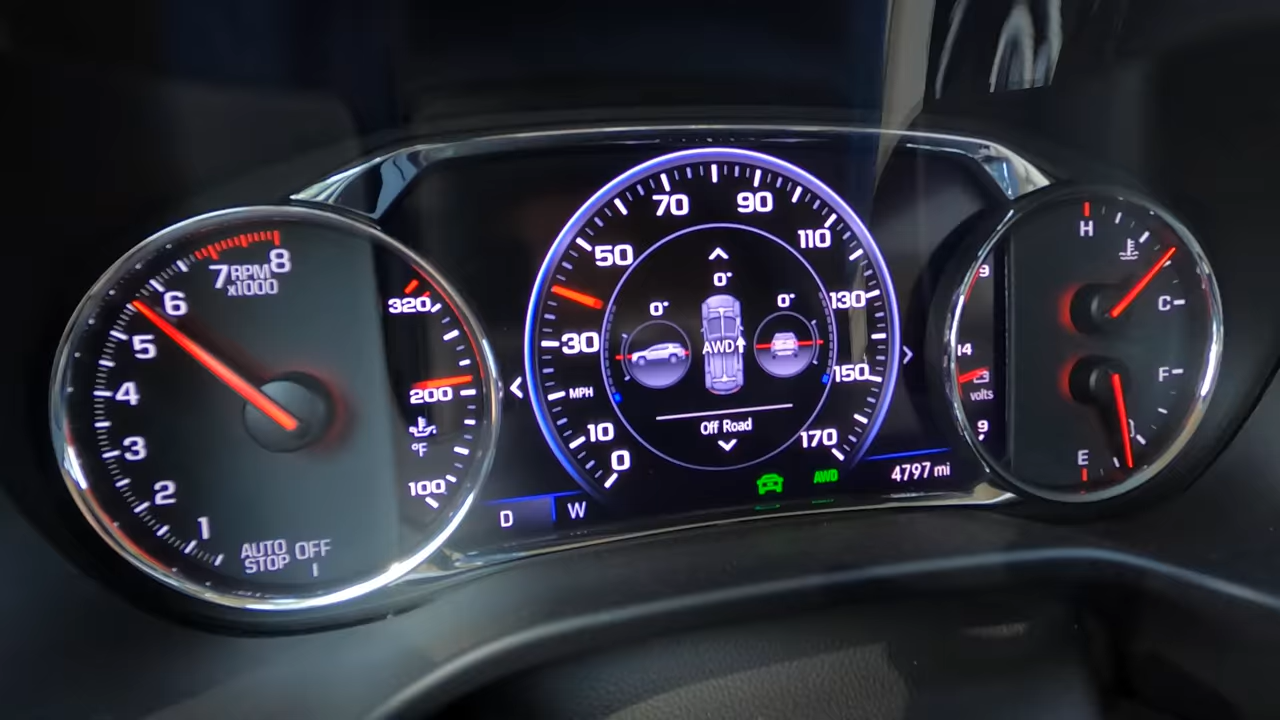 8
7 RPM
x1000
6
5
4
3
2
1
AUTO
STOP OFF
320
200
°F
100
70 90
50 110
30 130
MPH 150
10 170
0
0°
0° 0°
AWD
Off Road
AWD
4797 mi
D W
H
C
F
E
14
volts
9